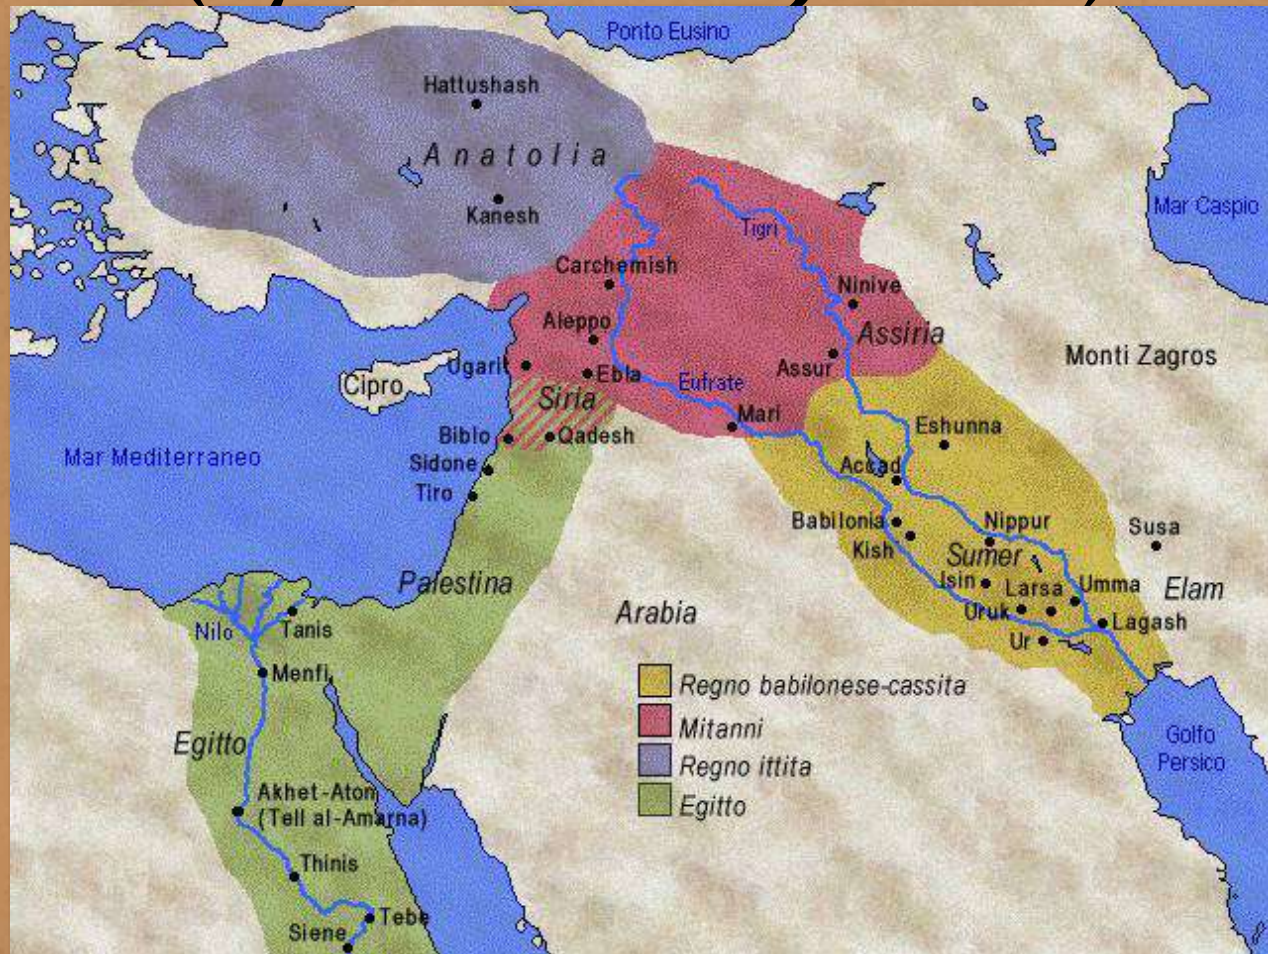 Ponto Eusino
Hattushash
Anatolia
Kanesh
Mar Caspio
Tigri
Carchemish
Ninive
Aleppo
Assiria
Monti Zagros
Ugarit
Assur
Cipro
Ebla
Eufrate
Siria
Mari
Eshunna
Biblo
Qadesh
Mar Mediterraneo
Sidone
Accad
Tiro
Babilonia
Nippur
Susa
Kish
Sumer
Palestina
Isin
Larsa
Umma
Elam
Arabia
Uruk
Lagash
Nilo
Tanis
Ur
Menfi
Regno babilonese-cassita
Mitanni
Regno ittita
Egitto
Egitto
Golfo
Persico
Akhet-Aton
(Tell al-Amarna)
Thinis
Tebe
Siene